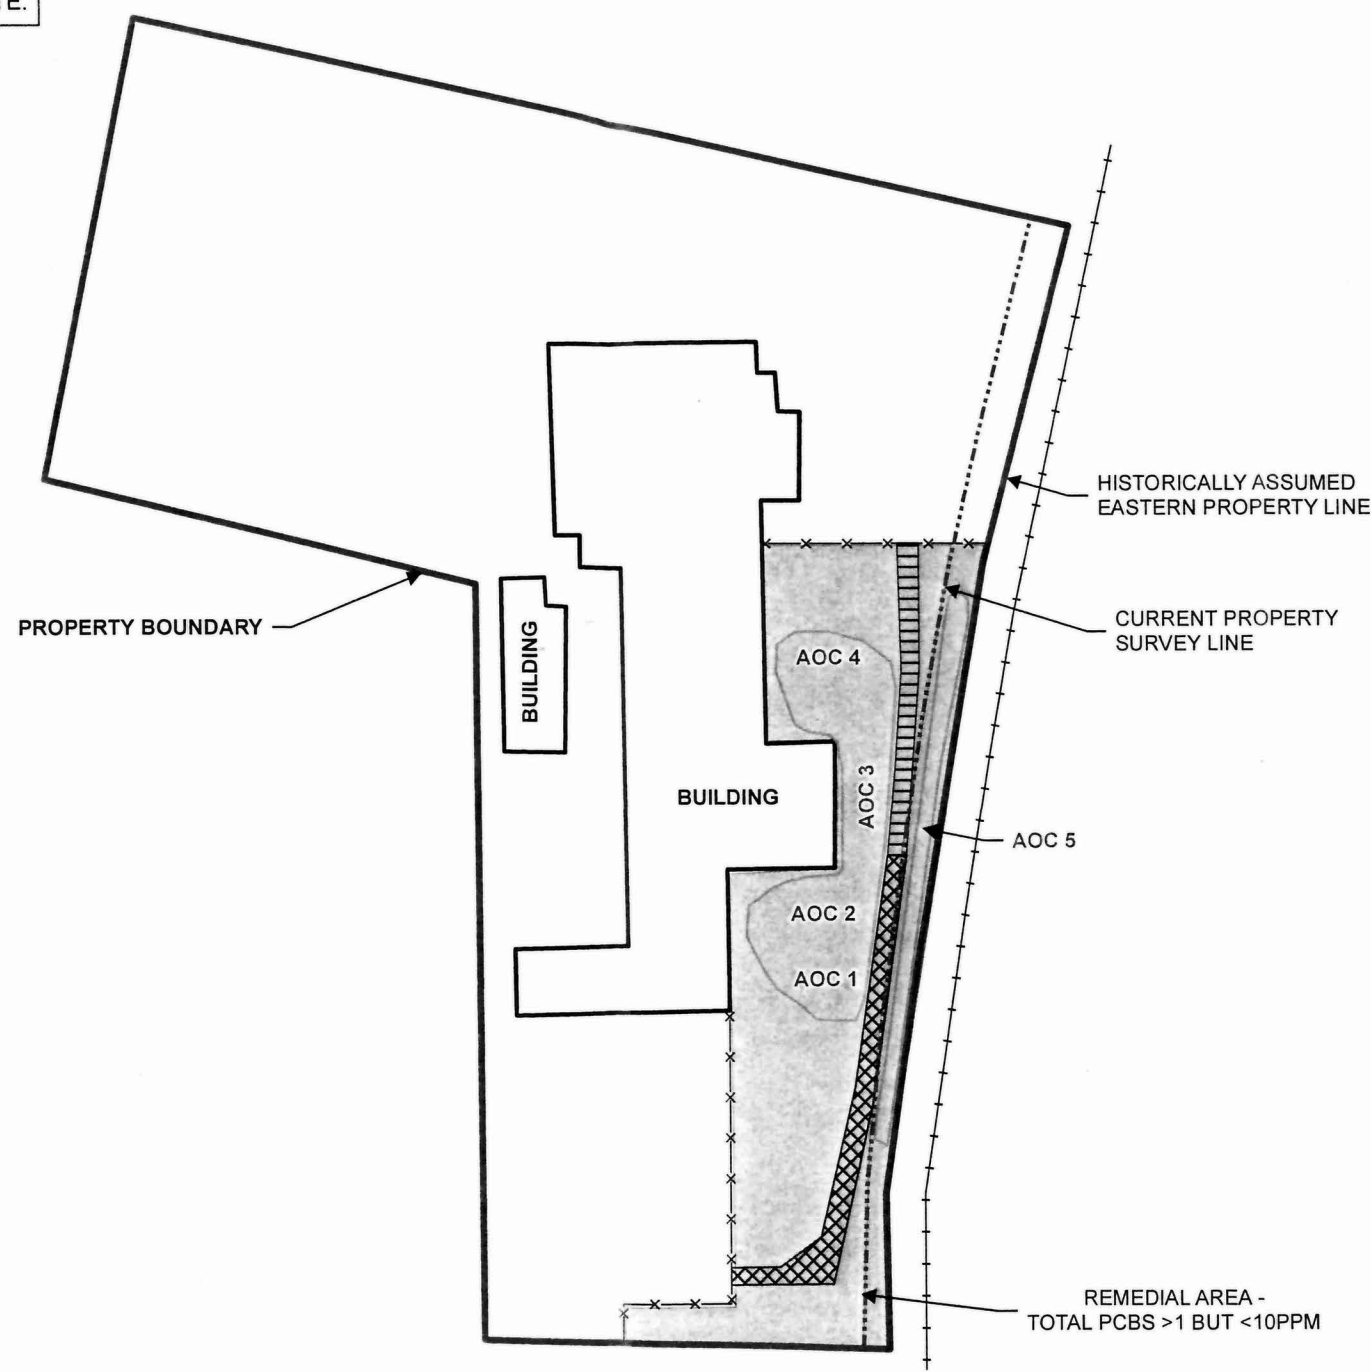 HISTORICALLY ASSUMED
EASTERN PROPERTY LINE
CURRENT PROPERTY
SURVEY LINE
PROPERTY BOUNDARY
BUILDING
AOC 4
AOC 3
BUILDING
AOC 5
AOC 2
AOC 1
REMEDIAL AREA -
TOTAL PCBS >1 BUT <10PPM